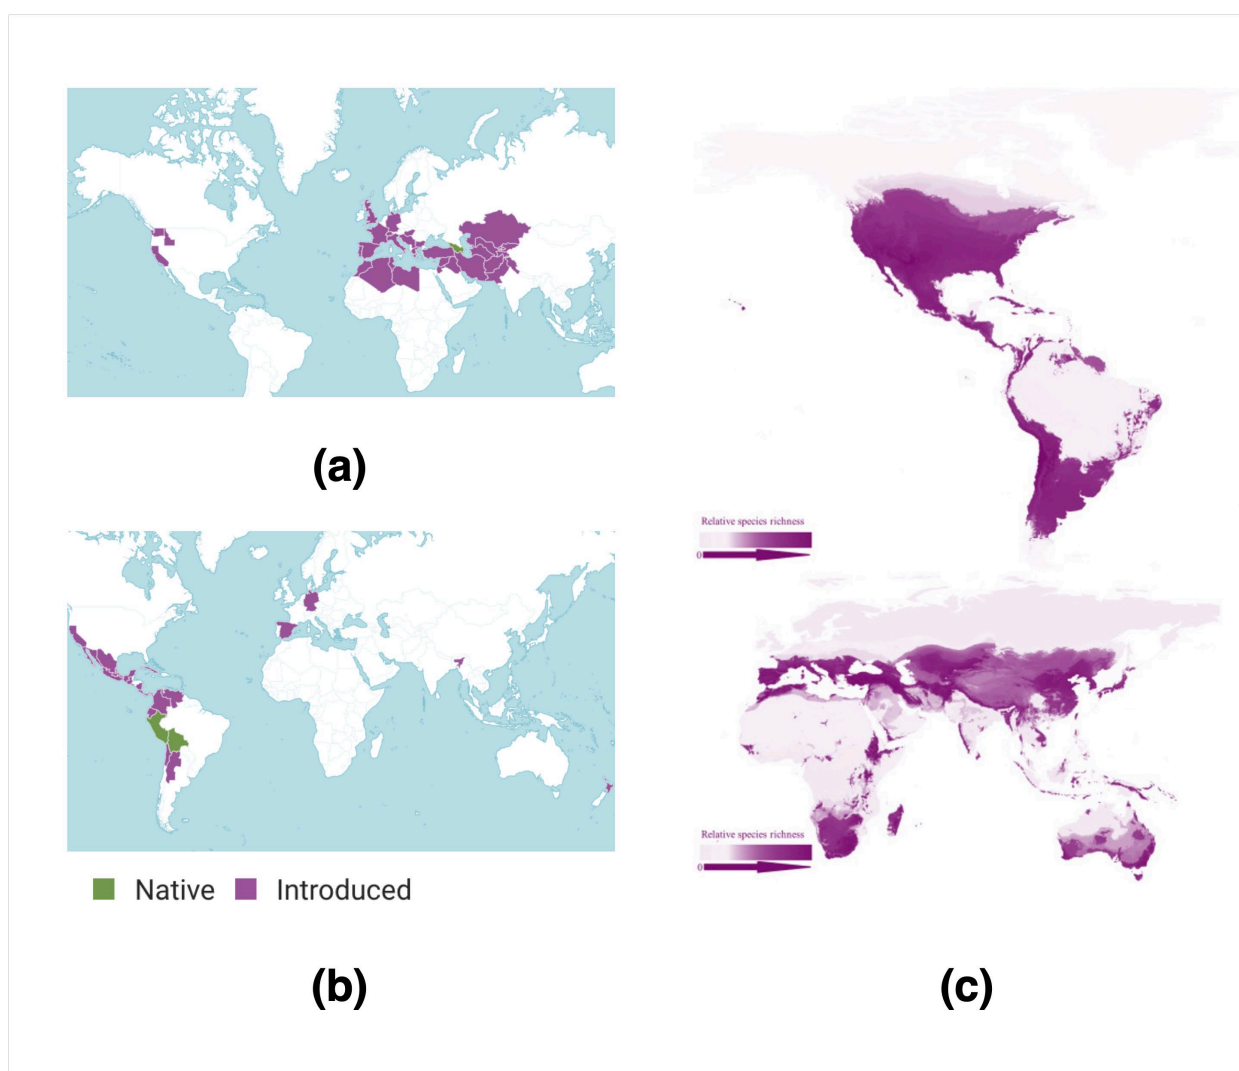 (a)
Native
Introduced
(b)
Relative species richness
0
Relative species richness
0
(c)